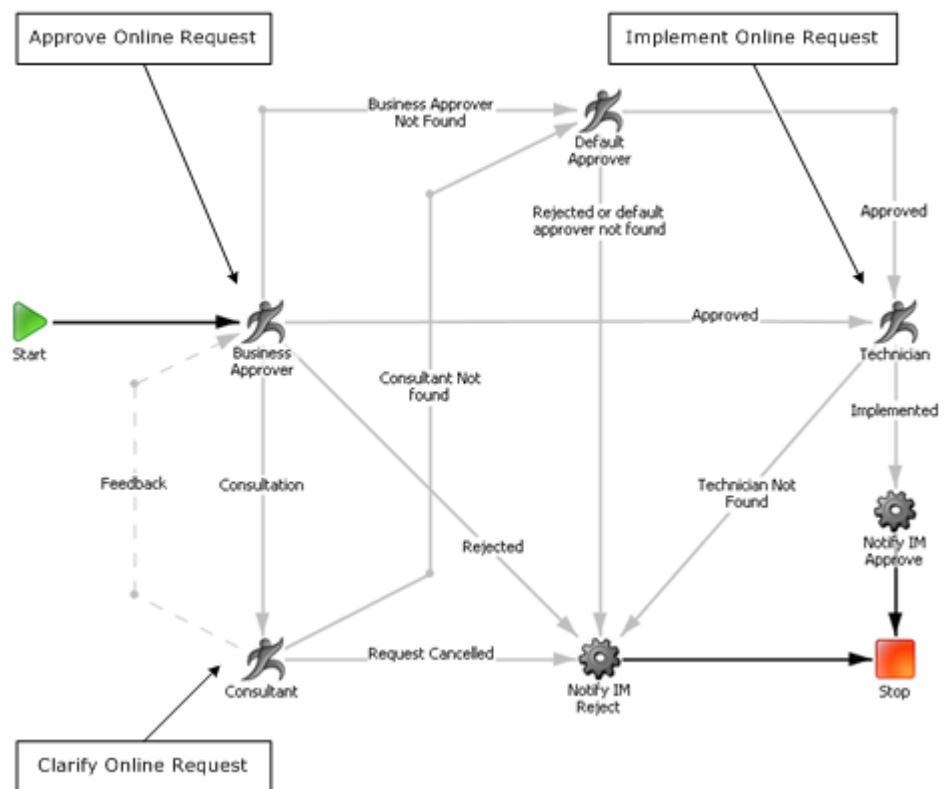 Approve Online Request
Implement Online Request
Business Approver
Not Found
Default
Approver
Rejected or default
approver not found
Approved
Start
Business
Approver
Approved
Technician
Consultant Not
found
Implemented
Feedback
Consultation
Technician Not
Found
Rejected
Notify IM
Approve
Request Cancelled
Consultant
Notify IM
Reject
Stop
Clarify Online Request